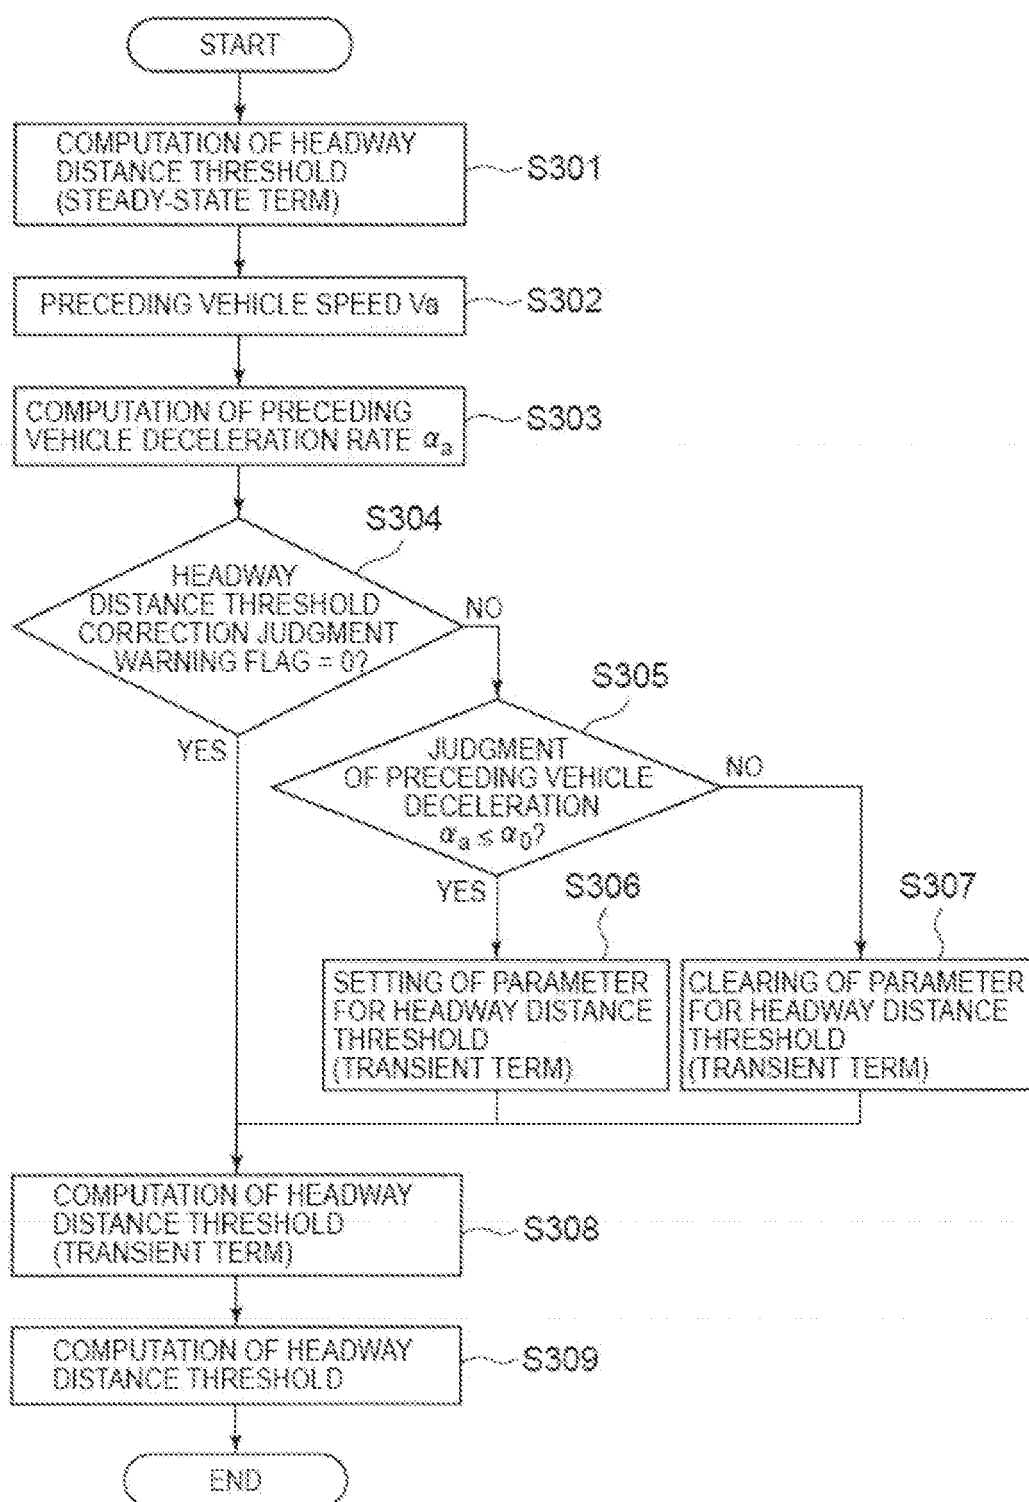 START
COMPUTATION OF HEADWAY
DISTANCE THRESHOLD
(STEADY-STATE TERM)
S301
PRECEDING VEHICLE SPEED Va
S302
COMPUTATION OF PRECEDING
VEHICLE DECELERATION RATE αa
S303
S304
HEADWAY
DISTANCE THRESHOLD
CORRECTION JUDGMENT
WARNING FLAG = 0?
NO
YES
S305
JUDGMENT
OF PRECEDING VEHICLE
DECELERATION
αa ≤ α0?
NO
YES
S306
S307
SETTING OF PARAMETER
FOR HEADWAY DISTANCE
THRESHOLD
(TRANSIENT TERM)
CLEARING OF PARAMETER
FOR HEADWAY DISTANCE
THRESHOLD
(TRANSIENT TERM)
COMPUTATION OF HEADWAY
DISTANCE THRESHOLD
(TRANSIENT TERM)
S308
COMPUTATION OF HEADWAY
DISTANCE THRESHOLD
S309
END